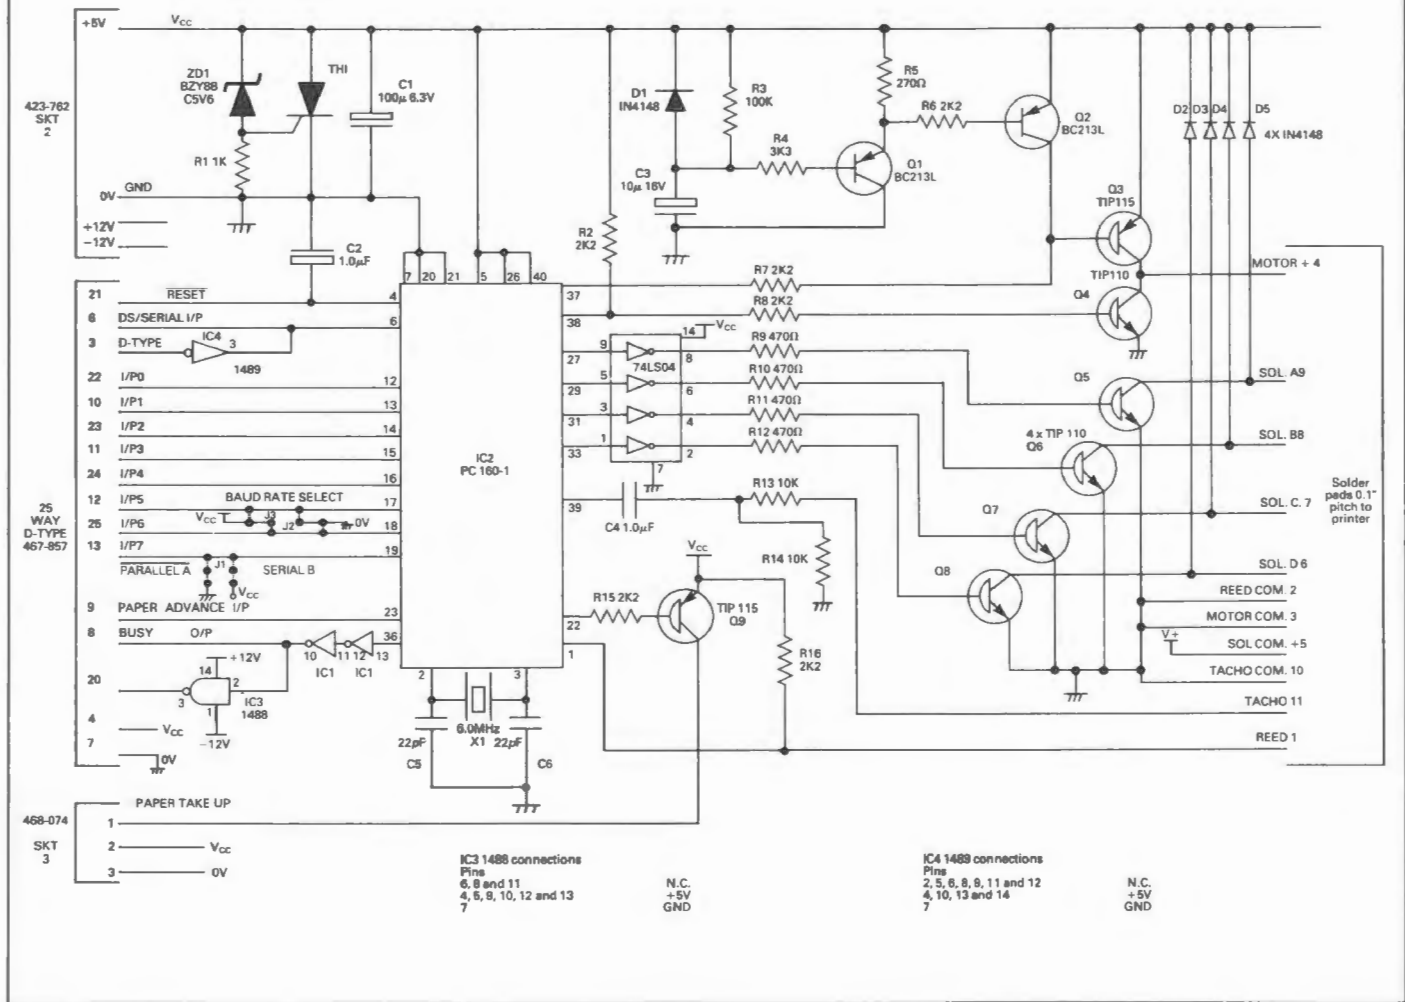 +5V
VCC
423-762
SKT
2
ZD1
BZY88
C5V6
THI
C1
100µ 6.3V
R1 1K
0V
GND
+12V
-12V
C2
1.0µF
D1
IN4148
R3
100K
R4
3K3
C3
10µ 16V
R2
2K2
R5
270Ω
R6 2K2
Q1
BC213L
Q2
BC213L
Q3
TIP115
TIP110
Q4
D2
D3
D4
D5
4X IN4148
MOTOR + 4
7
20
21
5
26
40
21
RESET
4
6
DS/SERIAL I/P
6
3
D-TYPE
IC4
3
1489
22
I/P0
12
10
I/P1
13
23
I/P2
14
11
I/P3
15
24
I/P4
16
12
I/P5
BAUD RATE SELECT
17
25
I/P6
VCC
J3
J2
0V
18
13
I/P7
19
25
WAY
D-TYPE
467-857
PARALLEL A
J1
SERIAL B
VCC
9
PAPER ADVANCE I/P
23
8
BUSY
O/P
36
10
11
12
13
IC1
IC1
20
+12V
14
2
3
IC3
1488
1
-12V
4
VCC
7
0V
IC2
PC 160-1
37
38
27
29
31
33
39
22
1
2
3
R7 2K2
R8 2K2
9
14
VCC
8
R9 470Ω
74LS04
5
6
R10 470Ω
3
4
R11 470Ω
1
2
R12 470Ω
7
R13 10K
C4 1.0µF
R14 10K
VCC
R15 2K2
TIP 115
Q9
R16
2K2
6.0MHz
X1
22pF
22pF
C5
C6
Q5
4 x TIP 110
Q6
Q7
Q8
SOL. A9
SOL. B8
SOL. C. 7
SOL. D 6
REED COM. 2
MOTOR COM. 3
V+
SOL COM. +5
TACHO COM. 10
TACHO 11
REED 1
Solder
pads 0.1"
pitch to
printer
468-074
SKT
3
PAPER TAKE UP
1
2
VCC
3
0V
IC3 1488 connections
Pins
6, 8 and 11 N.C.
4, 5, 9, 10, 12 and 13 +5V
7 GND
IC4 1489 connections
Pins
2, 5, 6, 8, 9, 11 and 12 N.C.
4, 10, 13 and 14 +5V
7 GND